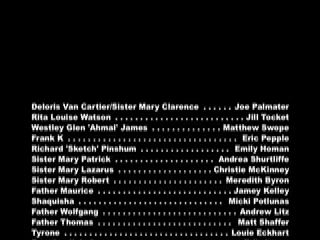 Deloris Van Cartier/Sister Mary Clarence ...... Joe Palmater
Rita Louise Watson ........................ Jill Tocket
Westley Glen 'Ahmal' James ............. Matthew Swope
Frank K ................................. Eric Pepple
Richard 'Sketch' Pinshum ............... Emily Homan
Sister Mary Patrick .................... Andrea Shurtliffe
Sister Mary Lazarus ................... Christie McKinney
Sister Mary Robert .................... Meredith Byron
Father Maurice ......................... Jamey Kelley
Shaquisha .............................. Micki Potlunas
Father Wolfgang ......................... Andrew Litz
Father Thomas .......................... Matt Shaffer
Tyrone ................................. Louie Eckhart